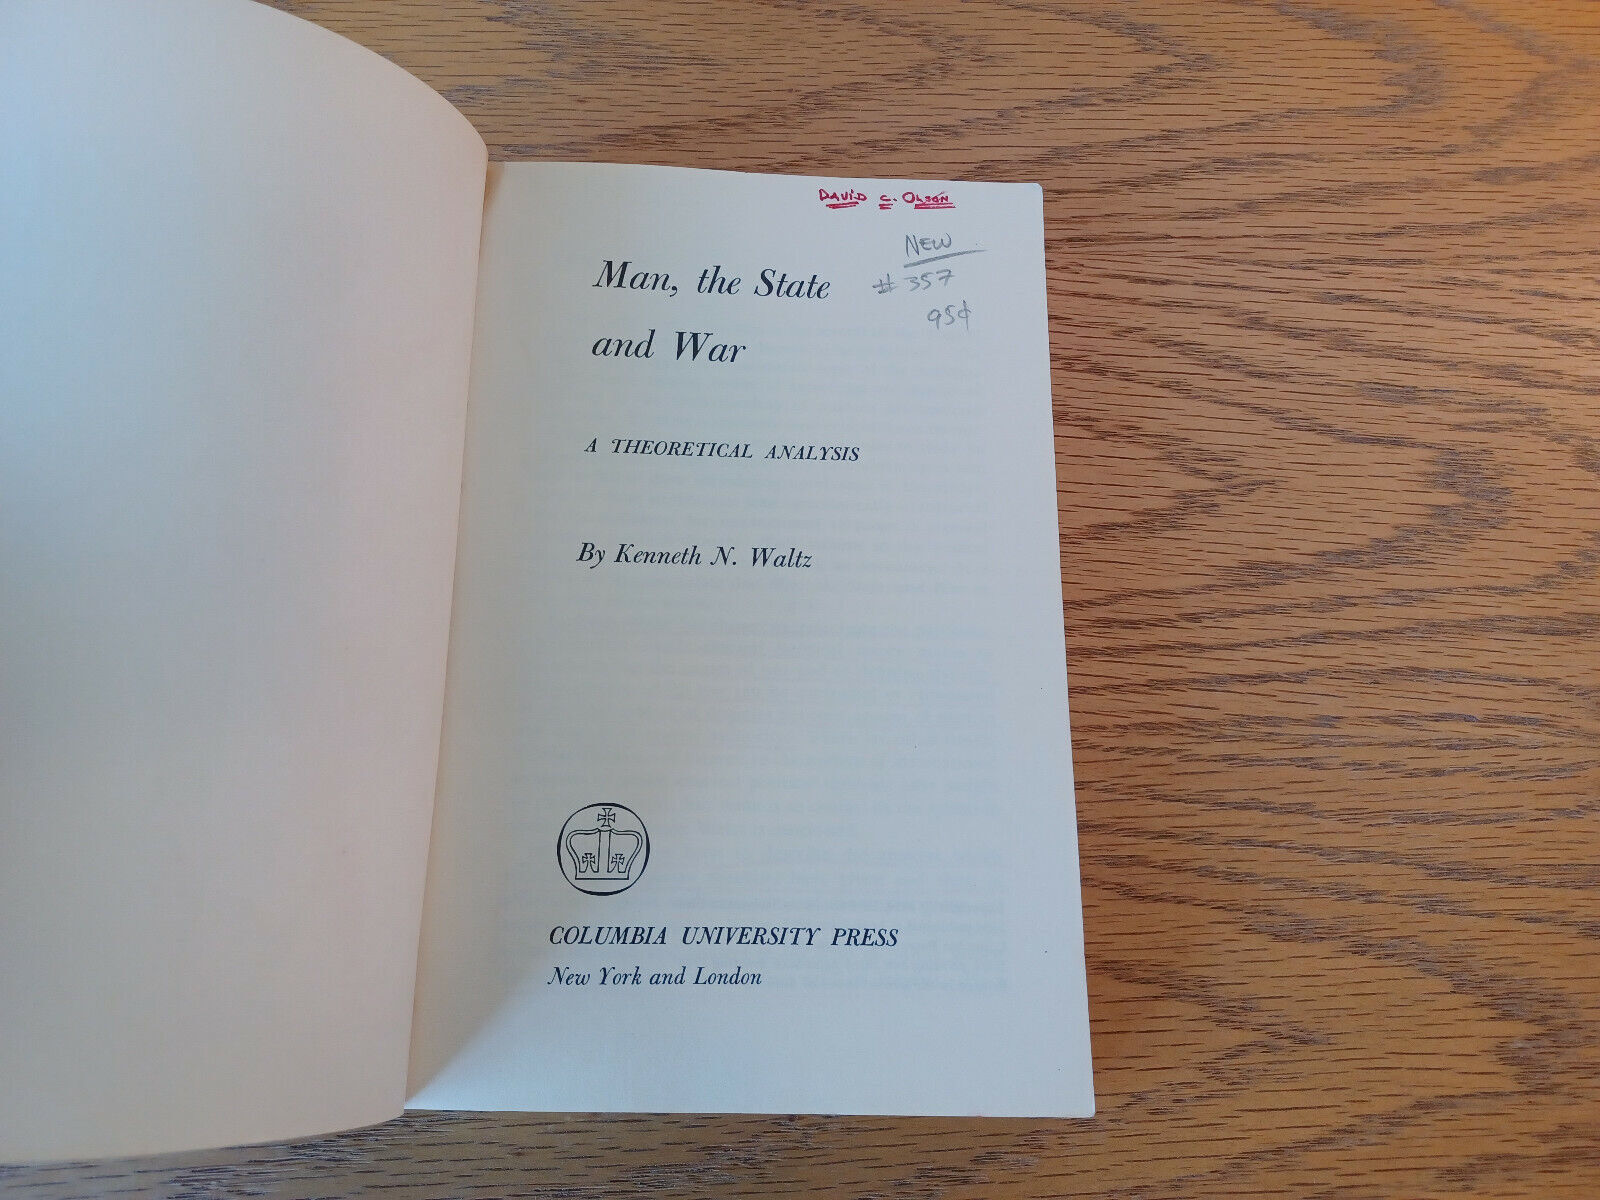 DAVID C. OLSON
NEW
# 357
95¢
Man, the State
and War
A THEORETICAL ANALYSIS
By Kenneth N. Waltz
COLUMBIA UNIVERSITY PRESS
New York and London